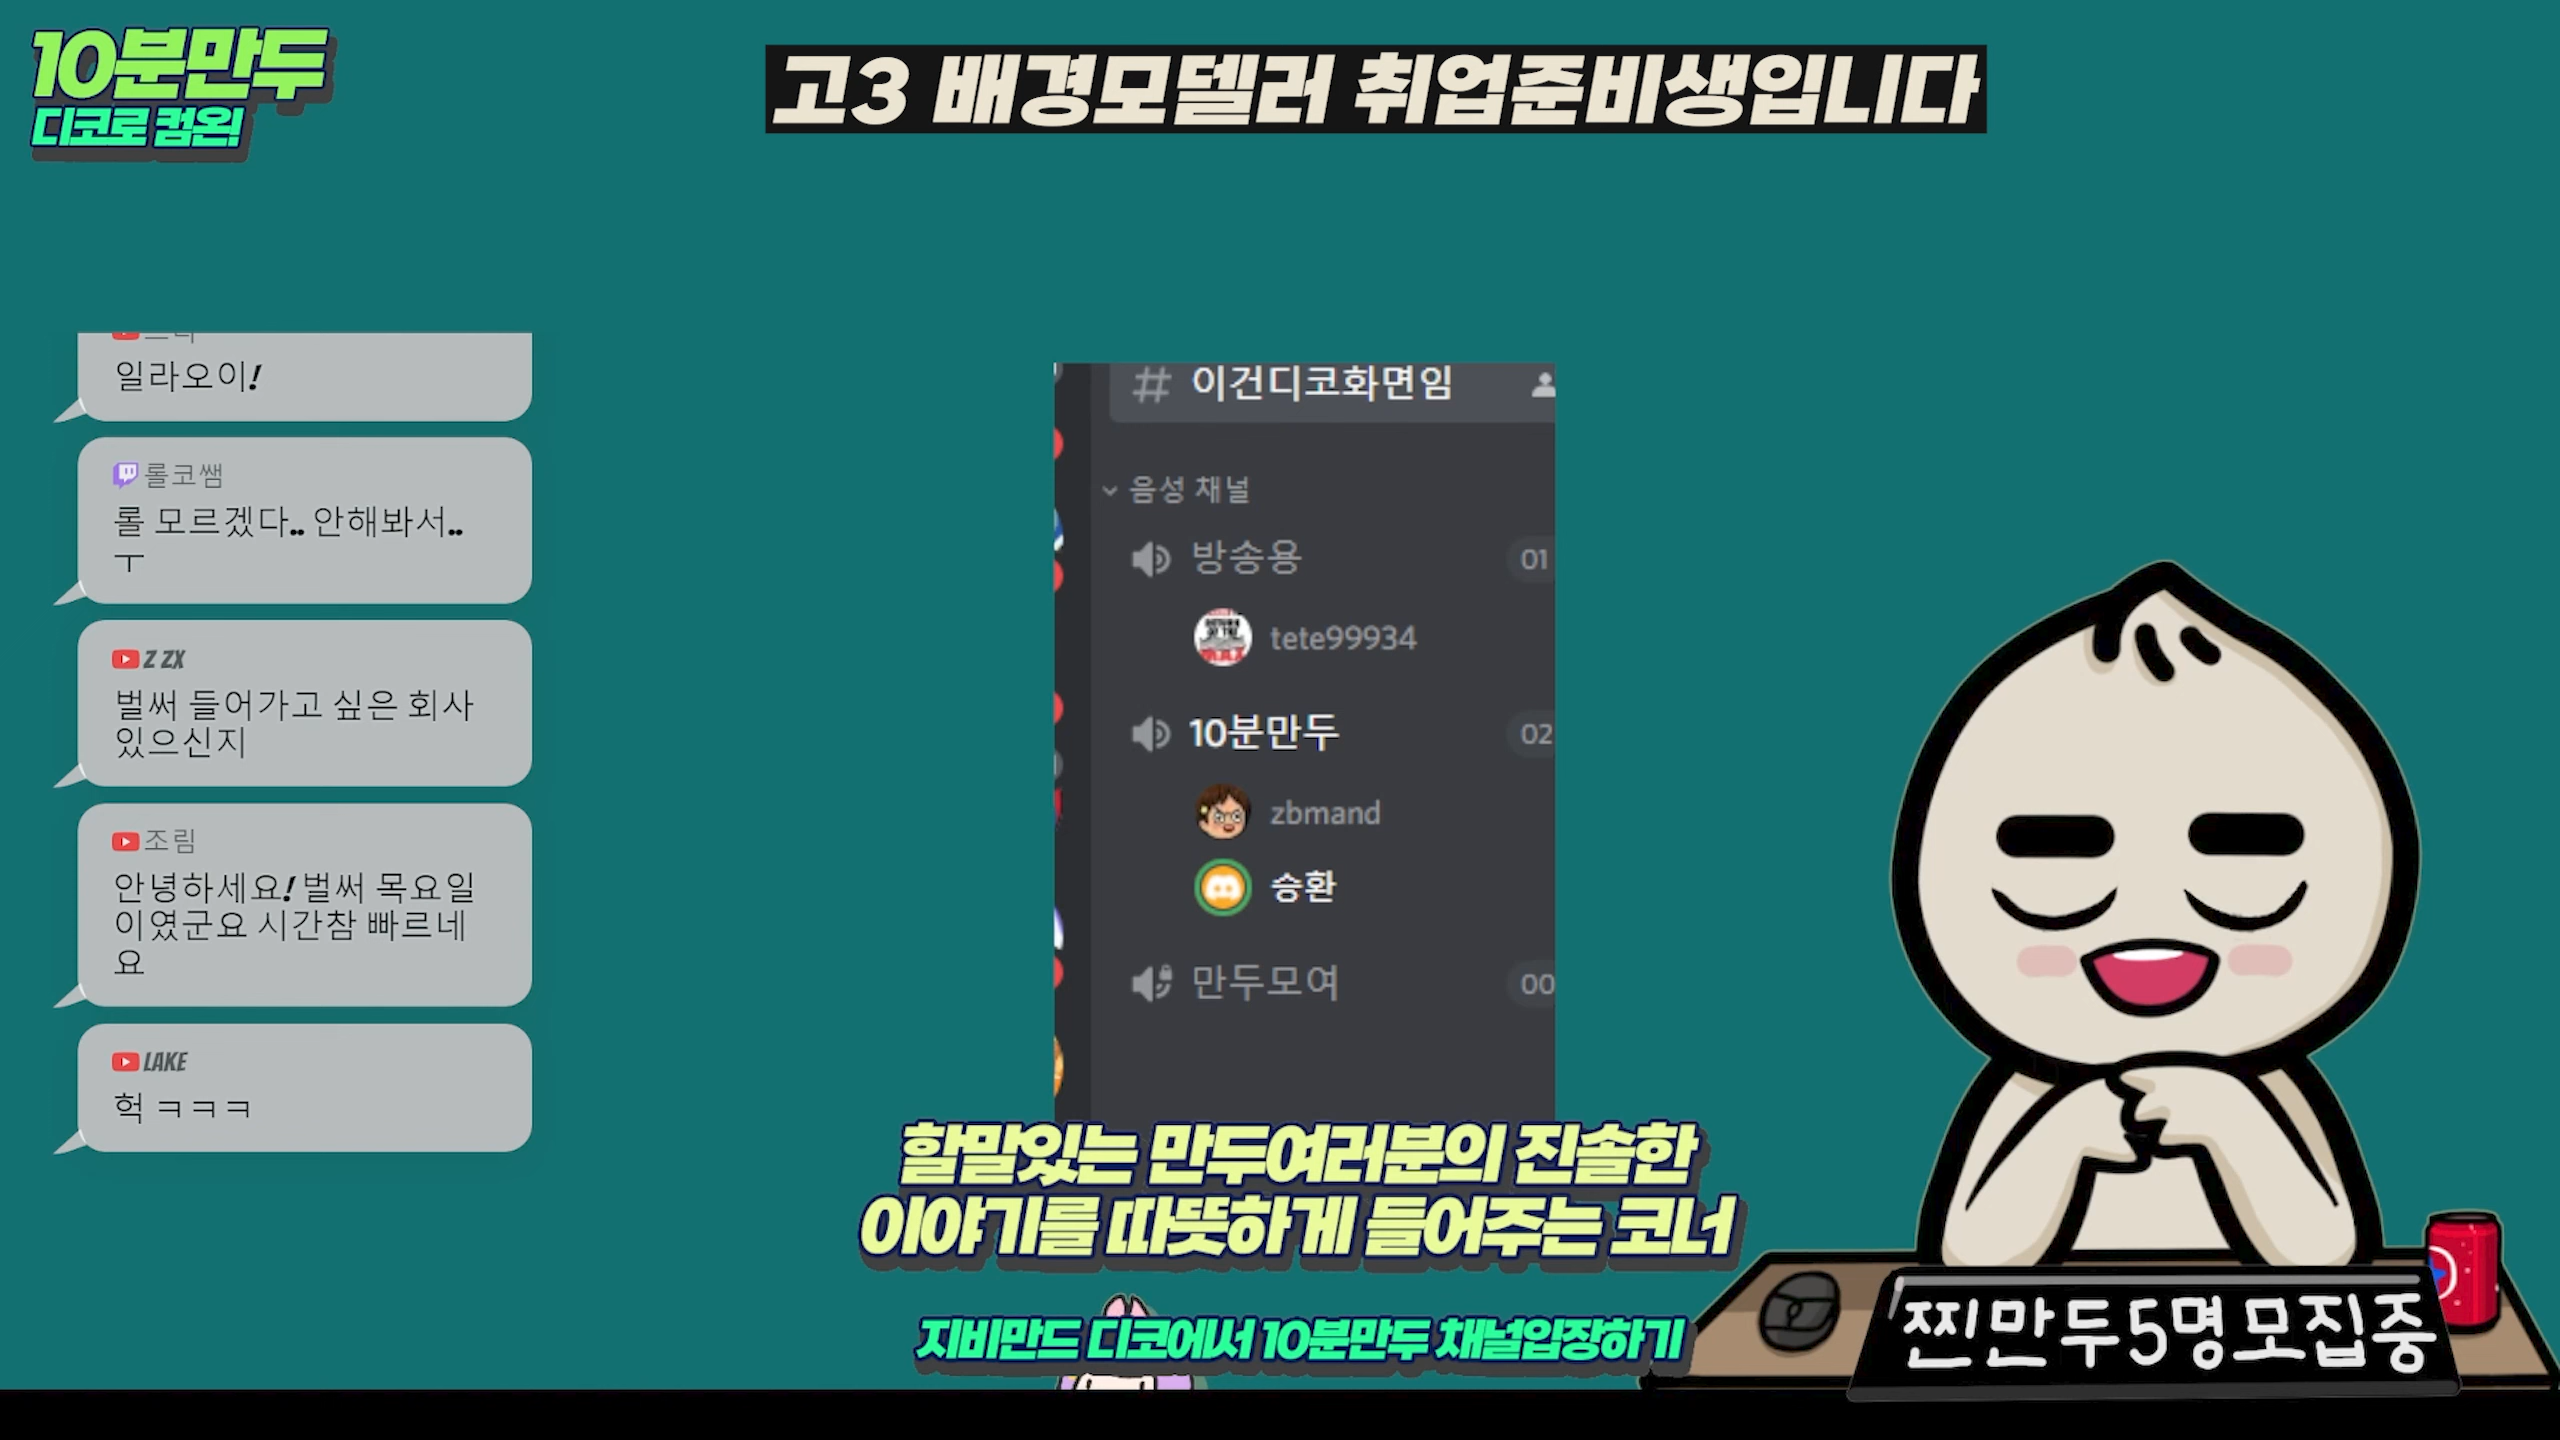 10분만두
디코로 컴온!
고3 배경모델러 취업준비생입니다
일라오이!
롤코쌤
롤 모르겠다.. 안해봐서..
ㅜ
Z ZX
벌써 들어가고 싶은 회사
있으신지
조림
안녕하세요! 벌써 목요일
이였군요 시간참 빠르네
요
LAKE
헉 ㅋㅋㅋ
# 이건디코화면임
음성 채널
방송용 01
tete99934
10분만두 02
zbmand
승환
만두모여 00
할말있는 만두여러분의 진솔한
이야기를 따뜻하게 들어주는 코너
지비만드 디코에서 10분만두 채널입장하기
찐만두5명모집중